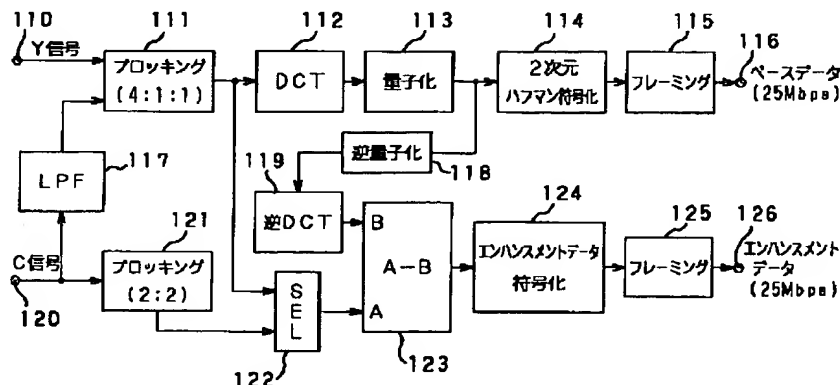 110
Y信号
111
ブロッキング
(4:1:1)
112
DCT
113
量子化
114
2次元
ハフマン符号化
115
フレーミング
116
ベースデータ
(25Mbps)
117
LPF
逆量子化
118
119
逆DCT
120
C信号
121
ブロッキング
(2:2)
SEL
122
B
A-B
A
123
124
エンハンスメントデータ
符号化
125
フレーミング
126
エンハンスメント
データ
(25Mbps)